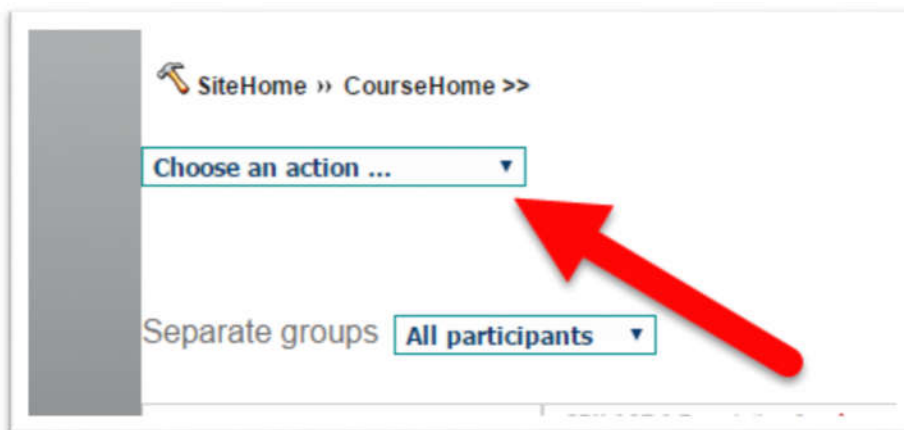 SiteHome » CourseHome >>
Choose an action ...
Separate groups All participants